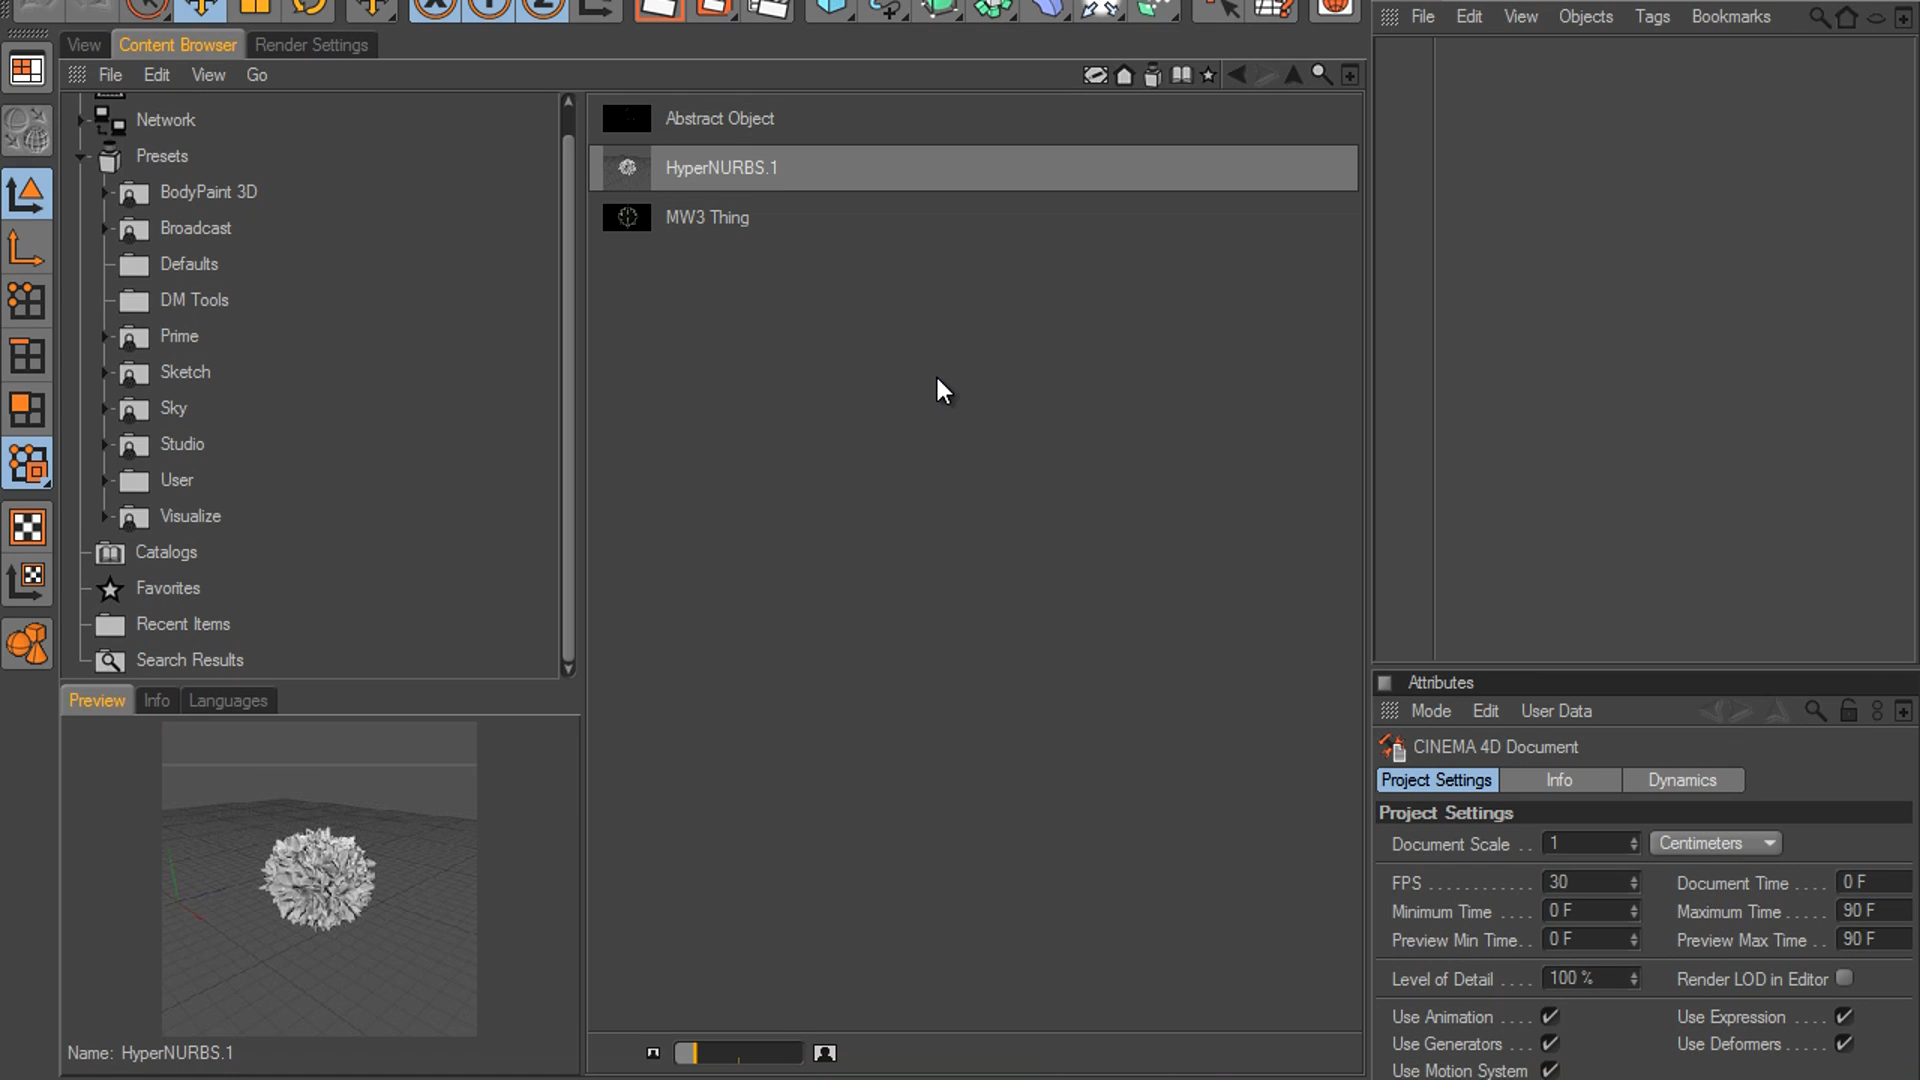 File Edit View Objects Tags Bookmarks
View Content Browser Render Settings
File Edit View Go
Network
Presets
BodyPaint 3D
Broadcast
Defaults
DM Tools
Prime
Sketch
Sky
Studio
User
Visualize
Catalogs
Favorites
Recent Items
Search Results
Abstract Object
HyperNURBS.1
MW3 Thing
Preview Info Languages
Name: HyperNURBS.1
Attributes
Mode Edit User Data
CINEMA 4D Document
Project Settings Info Dynamics
Project Settings
Document Scale . . 1 Centimeters
FPS . . . . . . . . . . . . 30 Document Time . . . . 0 F
Minimum Time . . . . 0 F Maximum Time . . . . . 90 F
Preview Min Time. . 0 F Preview Max Time . . 90 F
Level of Detail . . . . 100 % Render LOD in Editor
Use Animation . . . . Use Expression . . . .
Use Generators . . . Use Deformers . . . . .
Use Motion System